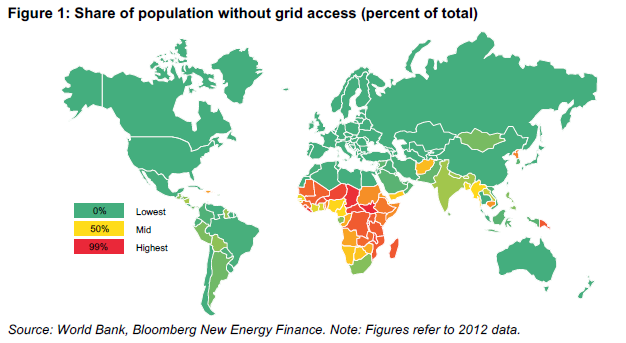 Figure 1: Share of population without grid access (percent of total)
0% Lowest
50% Mid
99% Highest
Source: World Bank, Bloomberg New Energy Finance. Note: Figures refer to 2012 data.